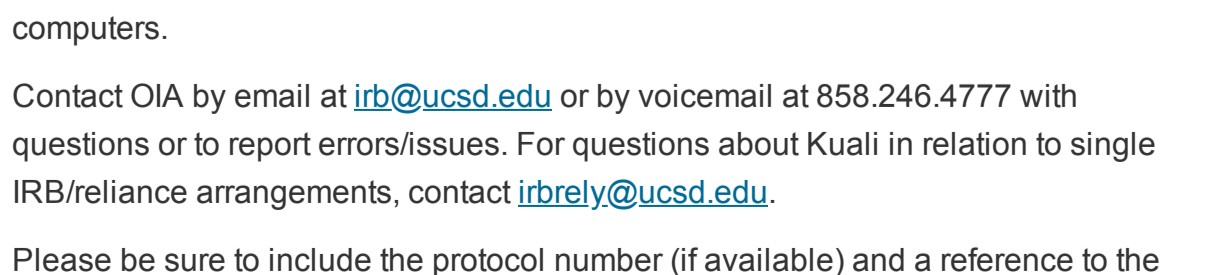 computers.
Contact OIA by email at irb@ucsd.edu or by voicemail at 858.246.4777 with
questions or to report errors/issues. For questions about Kuali in relation to single
IRB/reliance arrangements, contact irbrely@ucsd.edu.
Please be sure to include the protocol number (if available) and a reference to the